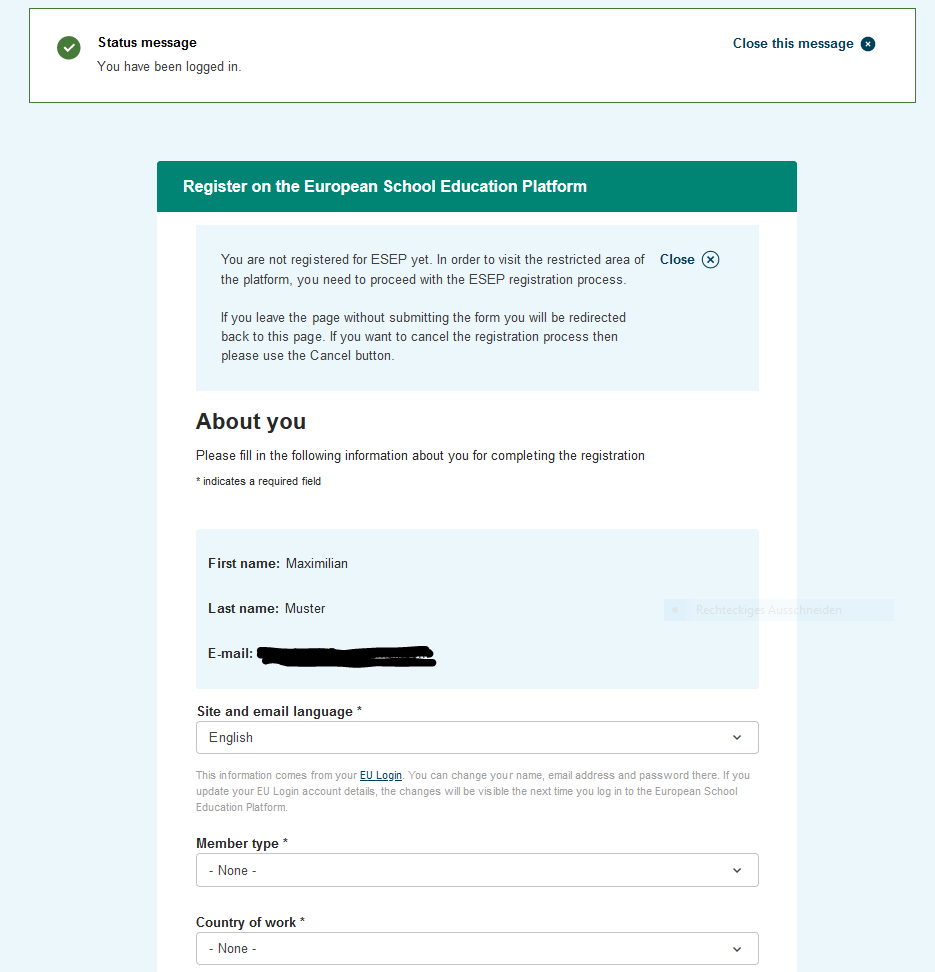 Status message
Close this message
You have been logged in.
Register on the European School Education Platform
You are not registered for ESEP yet. In order to visit the restricted area of
Close
the platform, you need to proceed with the ESEP registration process.
If you leave the page without submitting the form you will be redirected
back to this page. If you want to cancel the registration process then
please use the Cancel button.
About you
Please fill in the following information about you for completing the registration
* indicates a required field
First name: Maximilian
Last name: Muster
Rechteckiges Ausschneiden
E-mail:
Site and email language *
English
This information comes from your EU Login. You can change your name, email address and password there. If you
update your EU Login account details, the changes will be visible the next time you log in to the European School
Education Platform.
Member type *
- None -
Country of work *
- None -